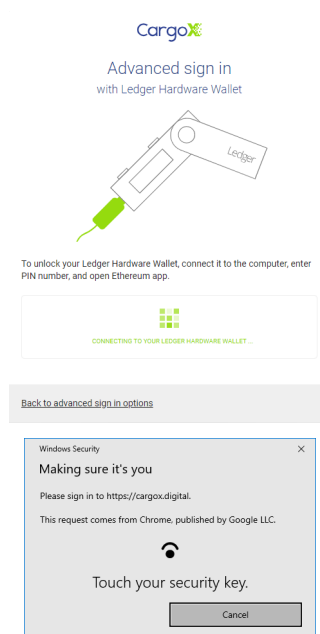 CargoX
Advanced sign in
with Ledger Hardware Wallet
Ledger
To unlock your Ledger Hardware Wallet, connect it to the computer, enter
PIN number, and open Ethereum app.
CONNECTING TO YOUR LEDGER HARDWARE WALLET ...
Back to advanced sign in options
Windows Security
Making sure it's you
Please sign in to https://cargox.digital.
This request comes from Chrome, published by Google LLC.
Touch your security key.
Cancel